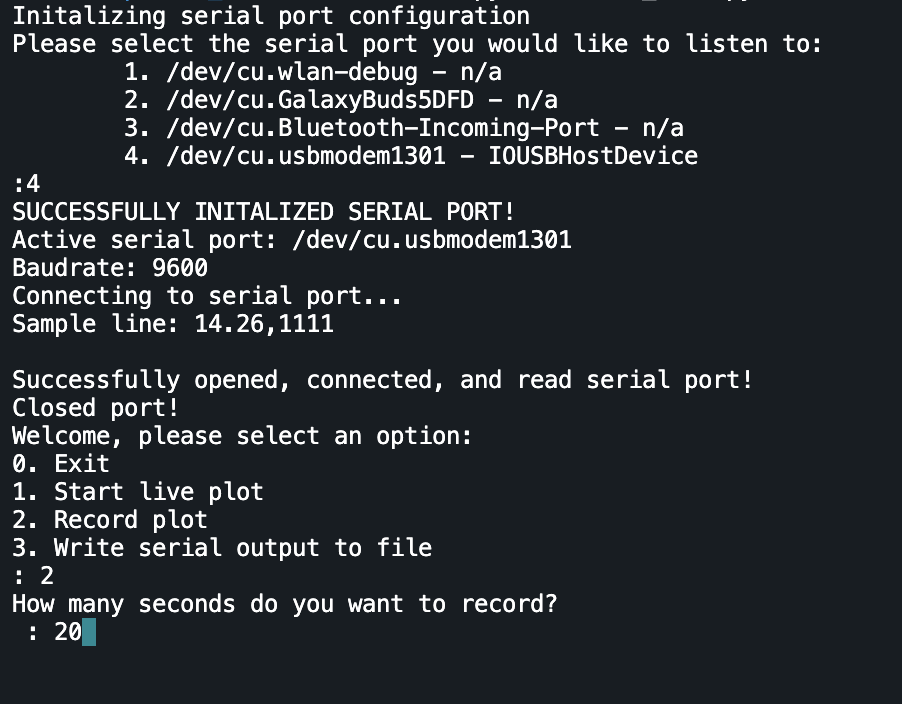 Initalizing serial port configuration
Please select the serial port you would like to listen to:
1. /dev/cu.wlan-debug – n/a
2. /dev/cu.GalaxyBuds5DFD – n/a
3. /dev/cu.Bluetooth-Incoming-Port – n/a
4. /dev/cu.usbmodem1301 – IOUSBHostDevice
:4
SUCCESSFULLY INITALIZED SERIAL PORT!
Active serial port: /dev/cu.usbmodem1301
Baudrate: 9600
Connecting to serial port...
Sample line: 14.26,1111
Successfully opened, connected, and read serial port!
Closed port!
Welcome, please select an option:
0. Exit
1. Start live plot
2. Record plot
3. Write serial output to file
: 2
How many seconds do you want to record?
: 20